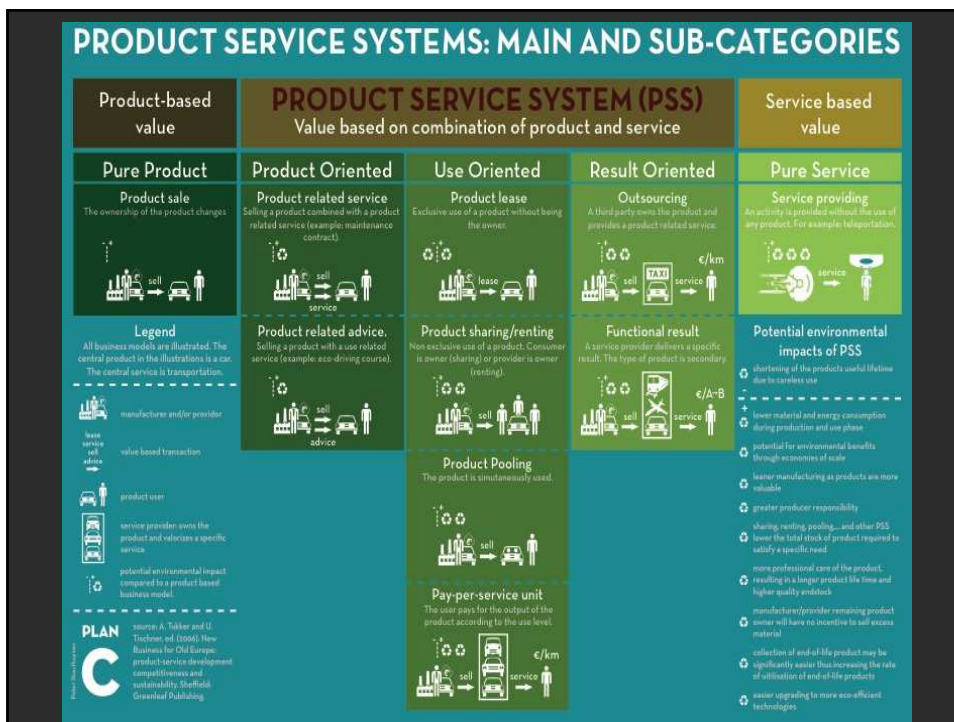 PRODUCT SERVICE SYSTEMS: MAIN AND SUB-CATEGORIES
Product-based
value
PRODUCT SERVICE SYSTEM (PSS)
Value based on combination of product and service
Service based
value
Pure Product
Product sale
The ownership of the product changes
sell
Product Oriented
Product related service
Selling a product combined with a product
related service (example: maintenance
contract)
sell
service
Product related advice.
Selling a product with a use related
service (example: eco-driving course).
sell
advice
Use Oriented
Product lease
Exclusive use of a product without being
the owner.
lease
Product sharing/renting
Non exclusive use of a product. Consumer
is owner (sharing) or provider is owner
(renting).
sell
Product Pooling
The product is simultaneously used.
sell
Pay-per-service unit
The user pays for the output of the
product according to the use level.
€/km
sell
service
Result Oriented
Outsourcing
A third party owns the product and
provides a product related service.
€/km
sell
TAXI
service
Functional result
A service provider delivers a specific
result. The type of product is secondary.
€/A-B
sell
service
Pure Service
Service providing
An activity is provided without the use of
any product. For example: teleportation.
service
Legend
All business models are illustrated. The
central product in the illustrations is a car.
The central service is transportation.
manufacturer and/or provider
lease
service
sell
advice
value based transaction
product user
service provider: owns the
product and valorizes a specific
service
potential environmental impact
compared to a product based
business model.
PLAN
C
source: A. Tukker and U.
Tischner, ed. (2006). New
Business for Old Europe:
product-service development
competitiveness and
sustainability. Sheffield:
Greenleaf Publishing.
Potential environmental
impacts of PSS
shortening of the products useful lifetime
due to careless use
-
+
lower material and energy consumption
during production and use phase
potential for environmental benefits
through economies of scale
leaner manufacturing as products are more
valuable
greater producer responsibility
sharing, renting, pooling,... and other PSS
lower the total stock of product required to
satisfy a specific need
more professional care of the product,
resulting in a longer product life time and
higher quality endstock
manufacturer/provider remaining product
owner will have no incentive to sell excess
material
collection of end-of-life product may be
significantly easier thus increasing the rate
of utilisation of end-of-life products
easier upgrading to more eco-efficient
technologies